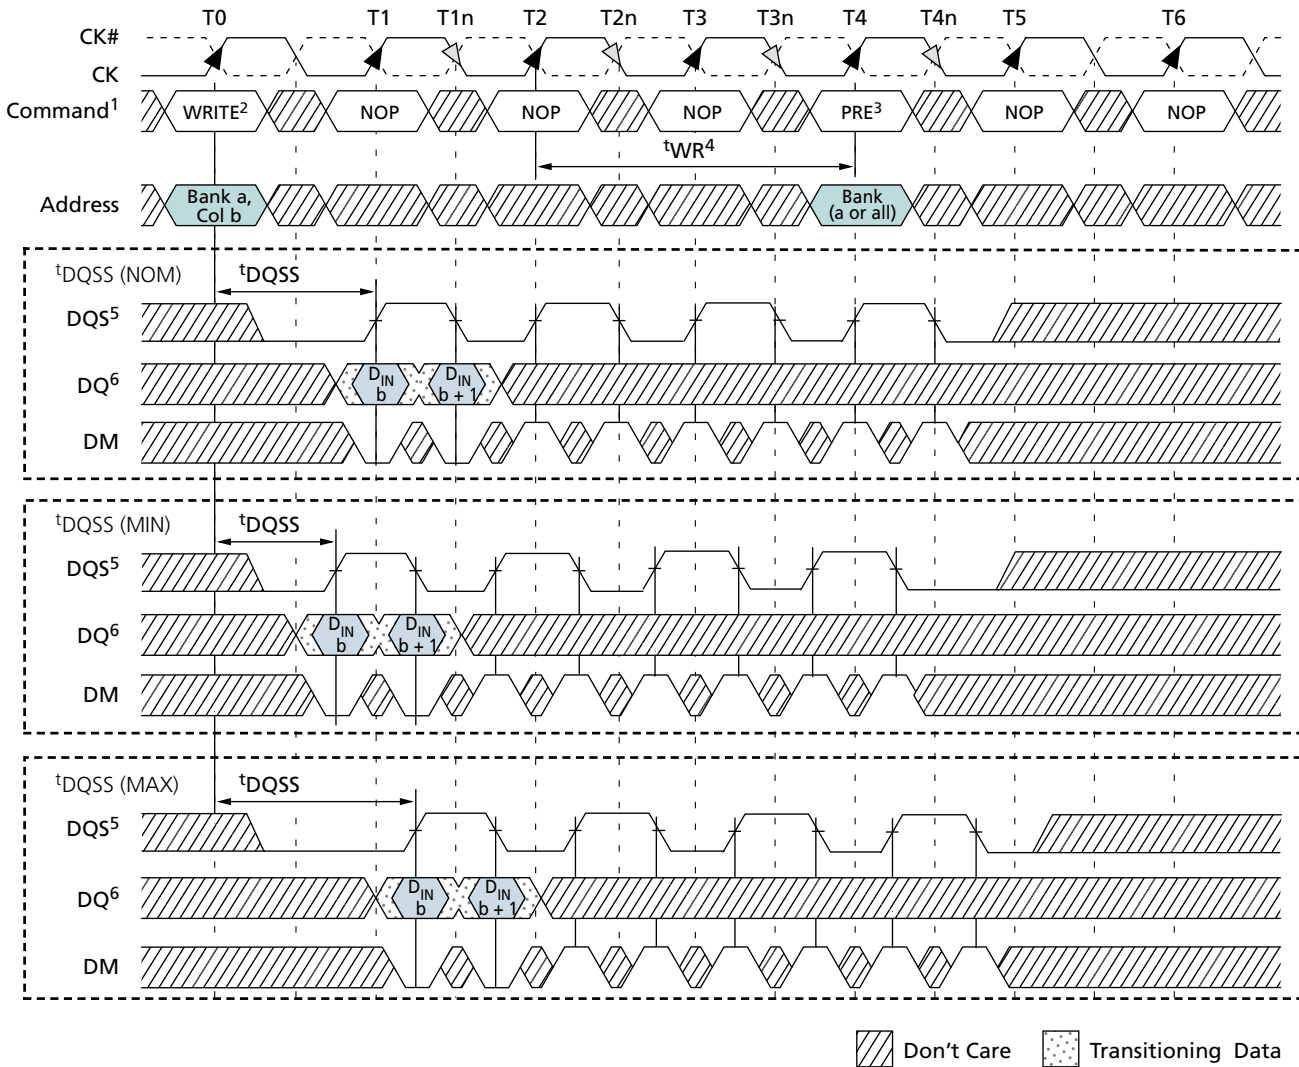 T0 T1 T1n T2 T2n T3 T3n T4 T4n T5 T6
CK#
CK
Command1 WRITE2 NOP NOP NOP PRE3 NOP NOP
tWR4
Address Bank a, Col b Bank (a or all)
tDQSS (NOM) tDQSS
DQS5
DQ6 DIN b DIN b + 1
DM
tDQSS (MIN) tDQSS
DQS5
DQ6 DIN b DIN b + 1
DM
tDQSS (MAX) tDQSS
DQS5
DQ6 DIN b DIN b + 1
DM
Don't Care Transitioning Data